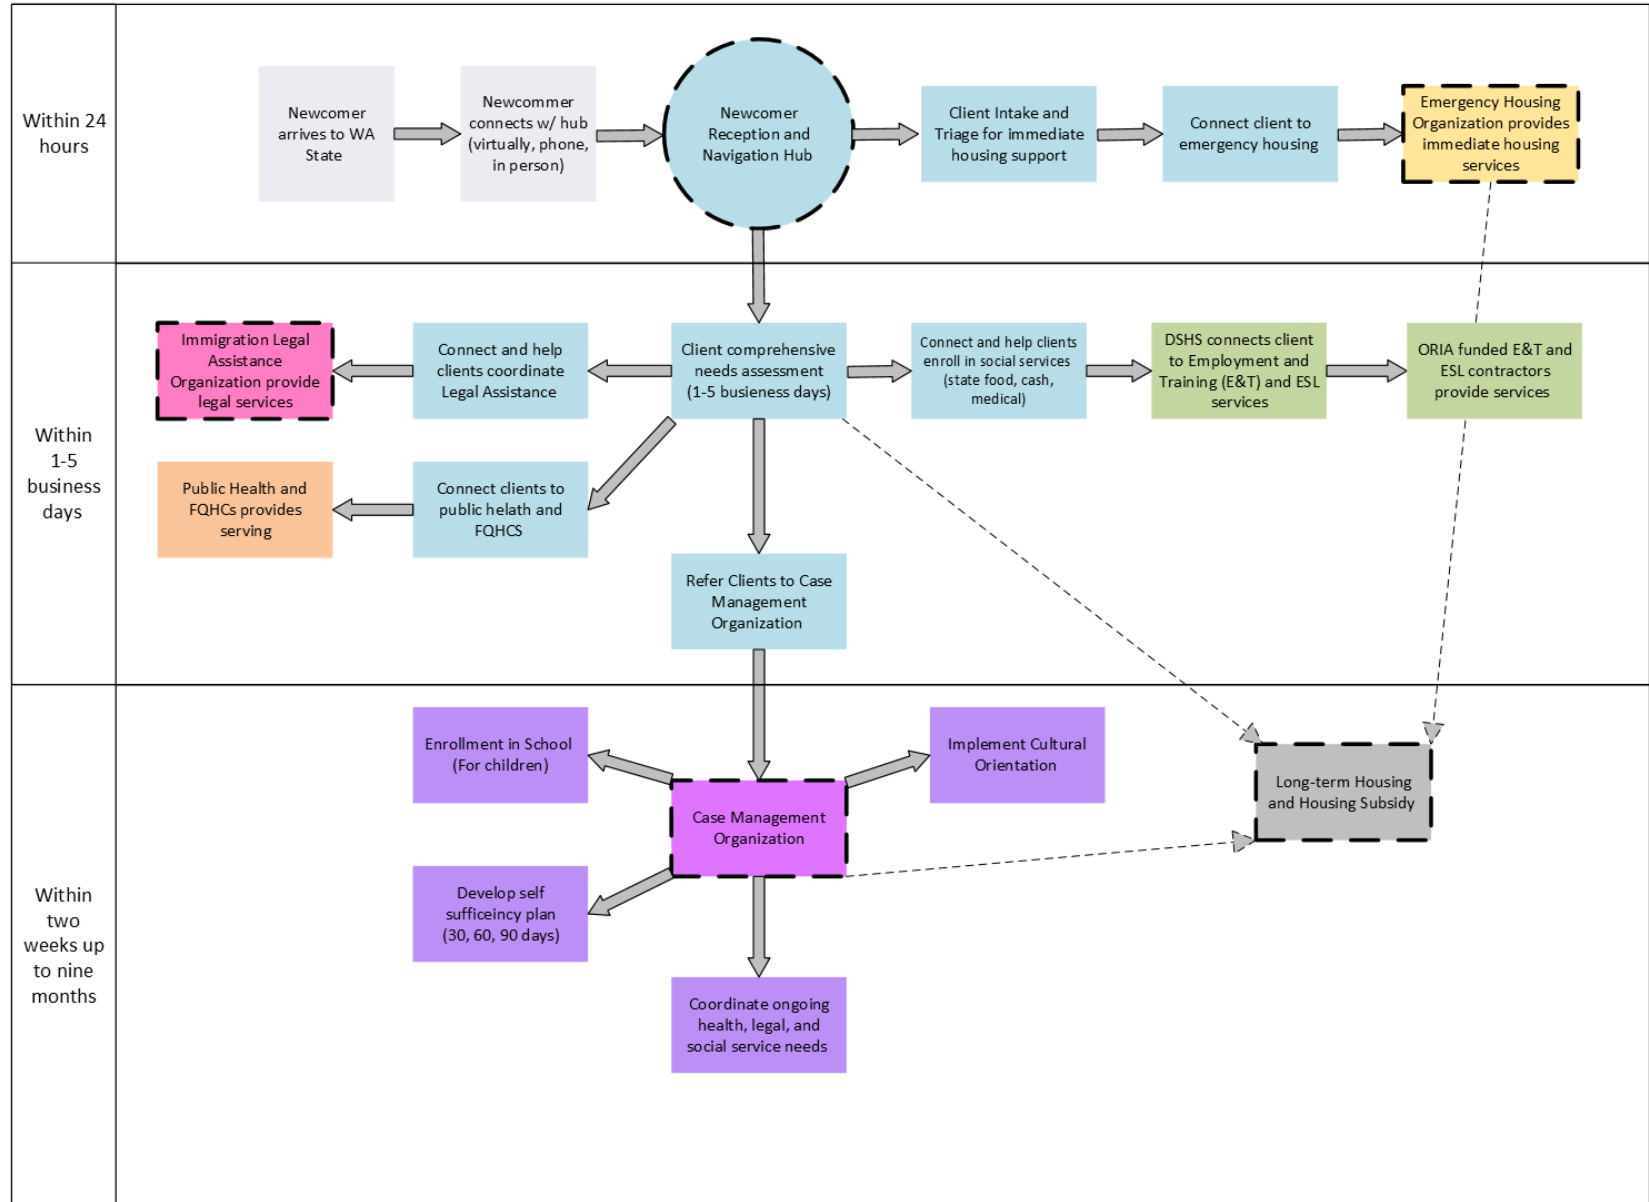 Within 24
hours
Newcomer
arrives to WA
State
Newcommer
connects w/ hub
(virtually, phone,
in person)
Newcomer
Reception and
Navigation Hub
Client Intake and
Triage for immediate
housing support
Connect client to
emergency housing
Emergency Housing
Organization provides
immediate housing
services
Within
1-5
business
days
Immigration Legal
Assistance
Organization provide
legal services
Connect and help
clients coordinate
Legal Assistance
Client comprehensive
needs assessment
(1-5 busieness days)
Connect and help clients
enroll in social services
(state food, cash,
medical)
DSHS connects client
to Employment and
Training (E&T) and ESL
services
ORIA funded E&T and
ESL contractors
provide services
Public Health and
FQHCs provides
serving
Connect clients to
public helath and
FQHCS
Refer Clients to Case
Management
Organization
Within
two
weeks up
to nine
months
Enrollment in School
(For children)
Implement Cultural
Orientation
Case Management
Organization
Long-term Housing
and Housing Subsidy
Develop self
sufficeincy plan
(30, 60, 90 days)
Coordinate ongoing
health, legal, and
social service needs